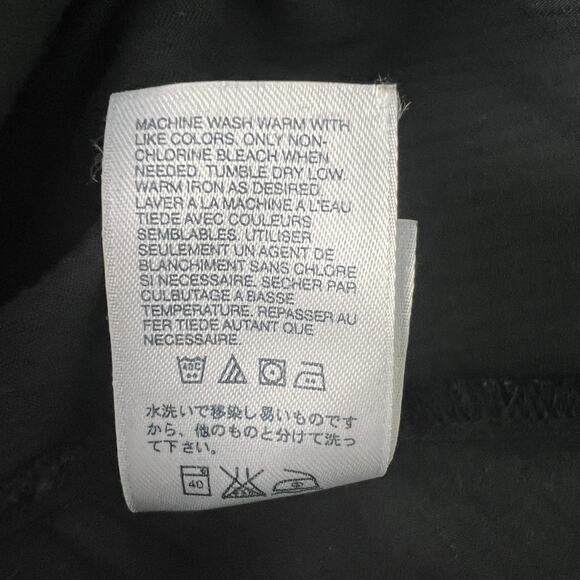 MACHINE WASH WARM WITH
LIKE COLORS, ONLY NON-
CHLORINE BLEACH WHEN
NEEDED, TUMBLE DRY LOW,
WARM IRON AS DESIRED.
LAVER A LA MACHINE A L'EAU
TIEDE AVEC COULEURS
SEMBLABLES. UTILISER
SEULEMENT UN AGENT DE
BLANCHIMENT SANS CHLORE
SI NECESSAIRE. SECHER PAR
CULBUTAGE A BASSE
TEMPERATURE. REPASSER AU
FER TIEDE AUTANT QUE
NECESSAIRE.
40C
水洗いで移染し易いものです
から、他のものと分けて洗っ
て下さい。
40